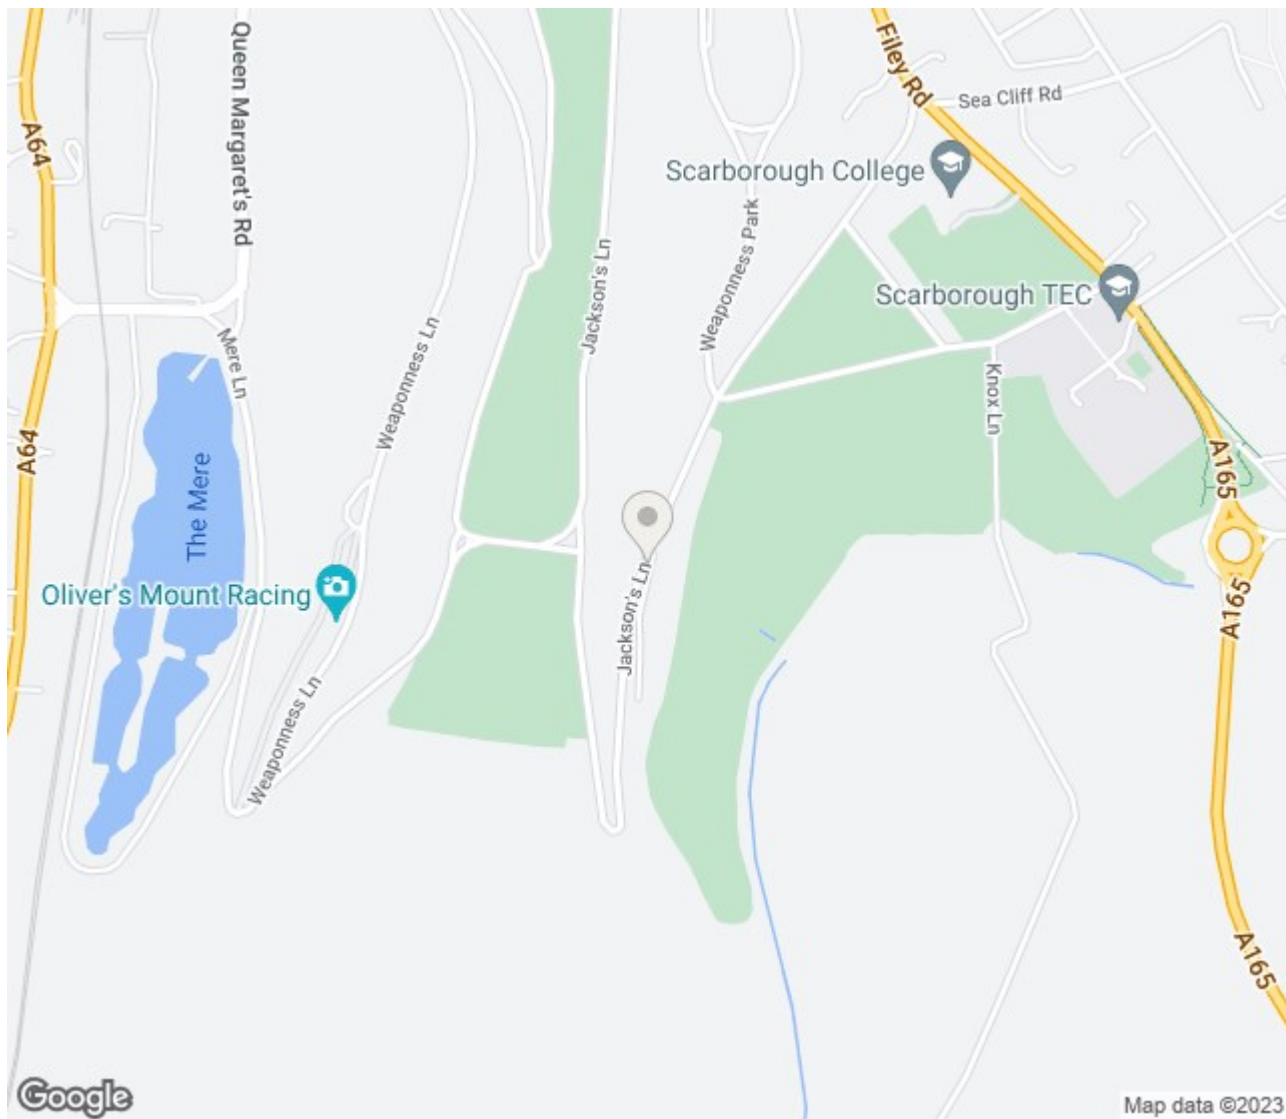 Queen Margaret's Rd
Filey Rd
Sea Cliff Rd
A64
Scarborough College
Weaponness Park
Jackson's Ln
Scarborough TEC
Mere Ln
Weaponness Ln
Knox Ln
A64
The Mere
A165
Oliver's Mount Racing
Jackson's Ln
A165
Weaponness Ln
A165
Google
Map data ©2023